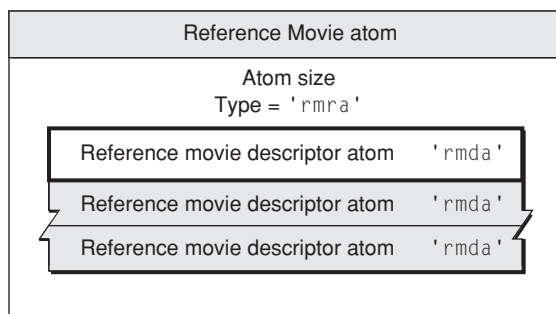 Reference Movie atom
Atom size
Type = 'rmra'
Reference movie descriptor atom 'rmda'
Reference movie descriptor atom 'rmda'
Reference movie descriptor atom 'rmda'